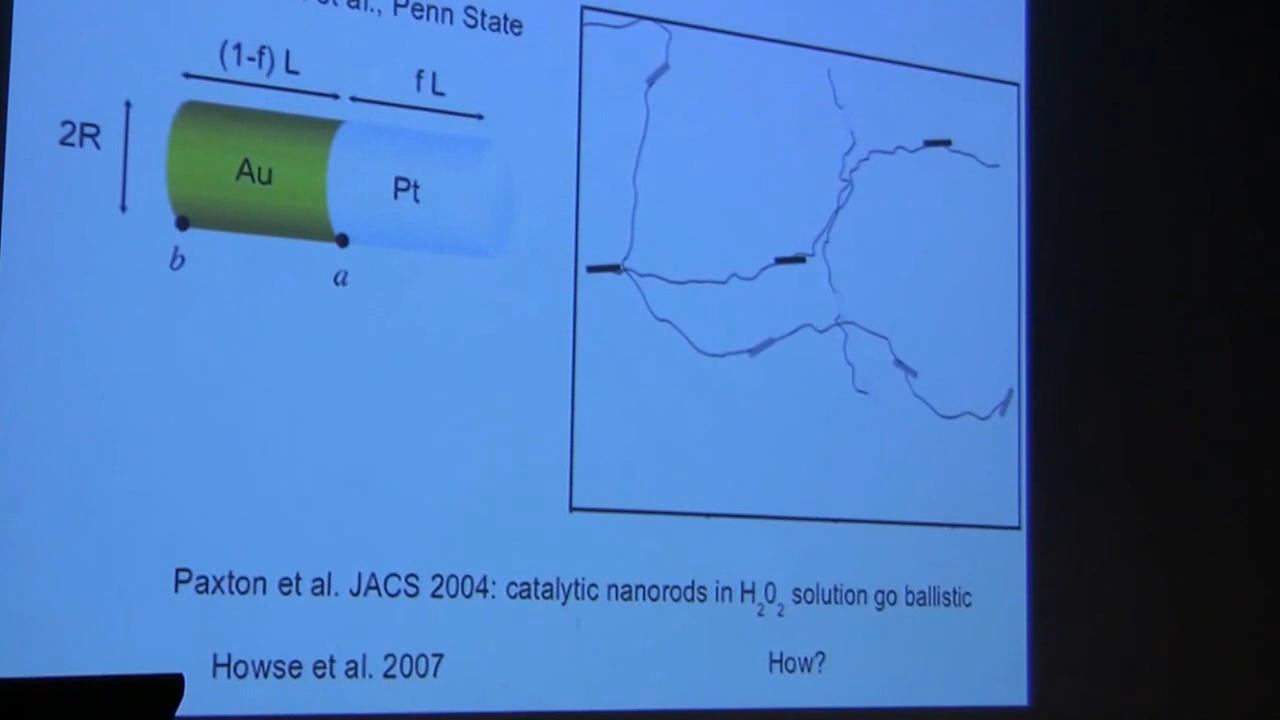 al., Penn State
(1-f) L
f L
2R
Au
Pt
b
a
Paxton et al. JACS 2004: catalytic nanorods in H2O2 solution go ballistic
Howse et al. 2007
How?